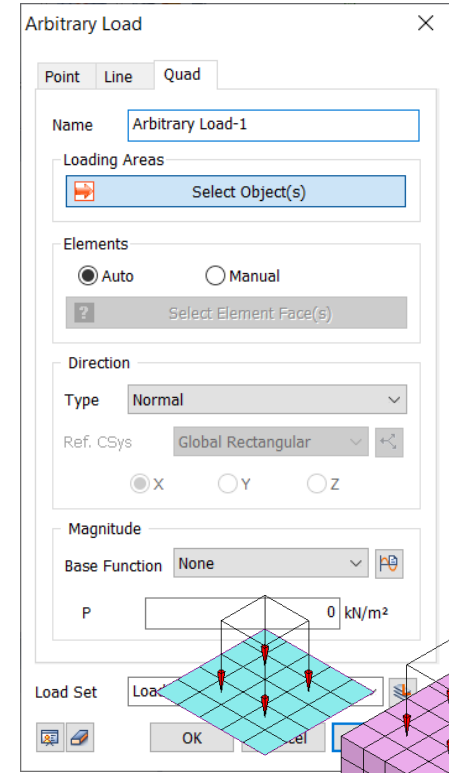 Arbitrary Load
Point Line Quad
Name Arbitrary Load-1
Loading Areas
Select Object(s)
Elements
Auto Manual
? Select Element Face(s)
Direction
Type Normal
Ref. CSys Global Rectangular
X Y Z
Magnitude
Base Function None
P 0 kN/m²
Load Set
OK